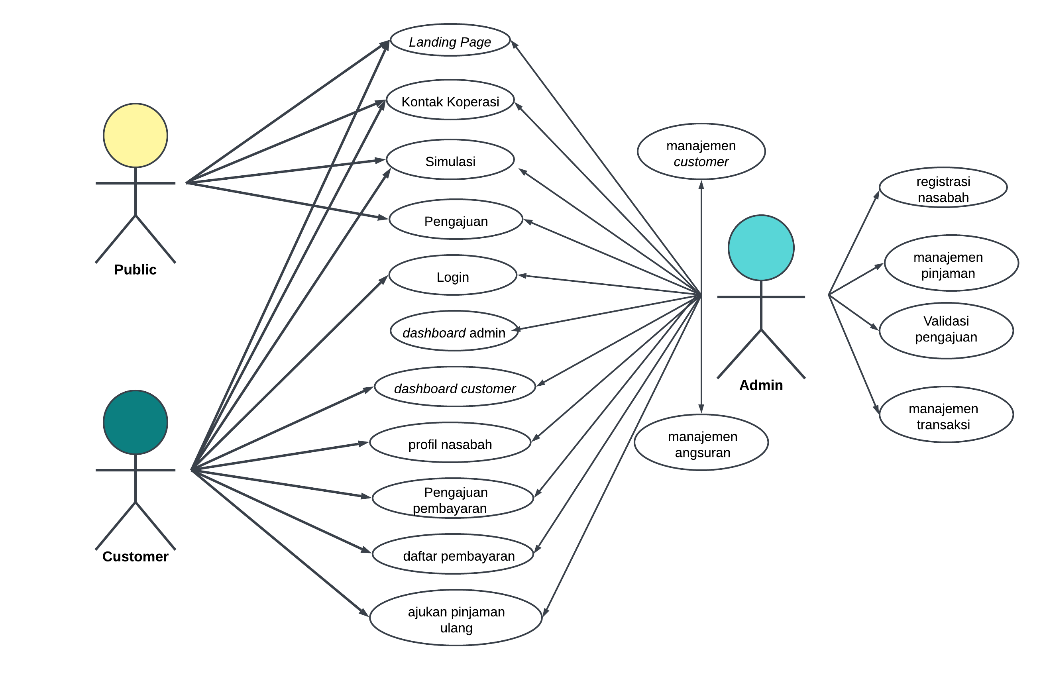 Landing Page
Kontak Koperasi
Simulasi
Pengajuan
Login
dashboard admin
dashboard customer
profil nasabah
Pengajuan
pembayaran
daftar pembayaran
ajukan pinjaman
ulang
Public
Customer
manajemen
customer
Admin
manajemen
angsuran
registrasi
nasabah
manajemen
pinjaman
Validasi
pengajuan
manajemen
transaksi